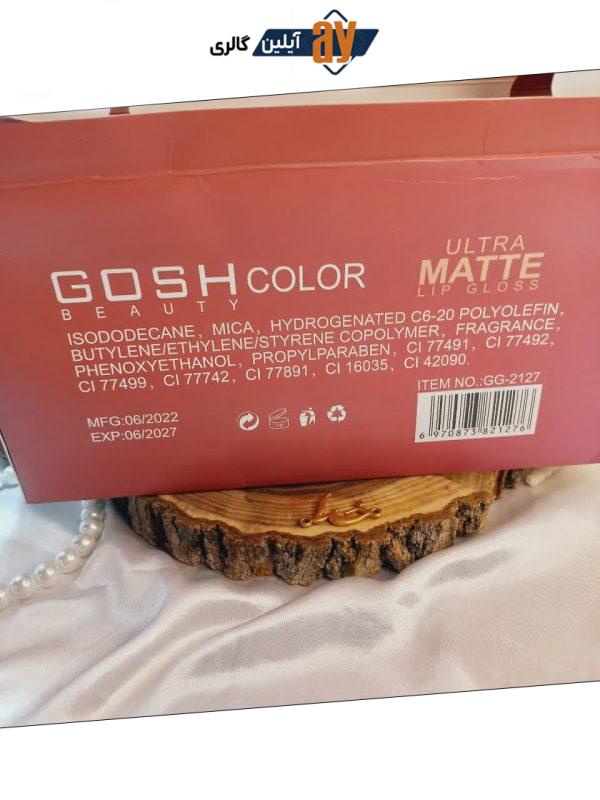 آیلین گالری ay
GOSH COLOR
BEAUTY
ULTRA
MATTE
LIP GLOSS
ISODODECANE, MICA, HYDROGENATED C6-20 POLYOLEFIN,
BUTYLENE/ETHYLENE/STYRENE COPOLYMER, FRAGRANCE,
PHENOXYETHANOL, PROPYLPARABEN, CI 77491, CI 77492,
CI 77499, CI 77742, CI 77891, CI 16035, CI 42090.
ITEM NO.:GG-2127
MFG:06/2022
EXP:06/2027
6 970873 821276